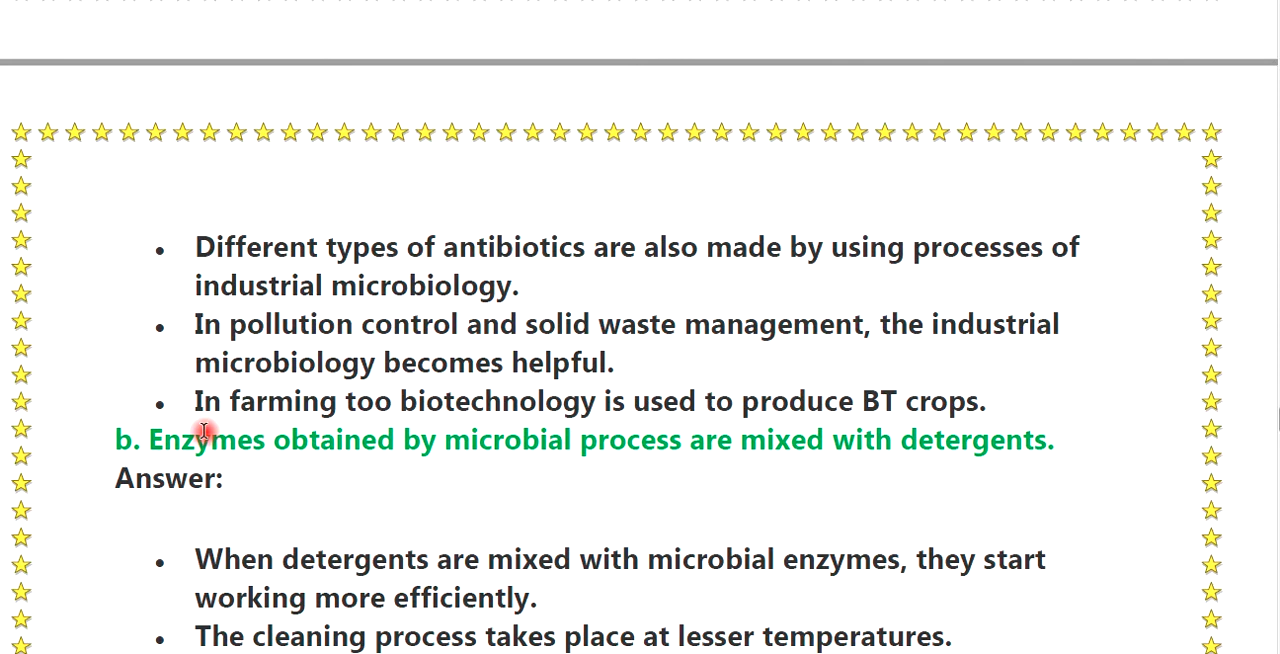 • Different types of antibiotics are also made by using processes of
industrial microbiology.
• In pollution control and solid waste management, the industrial
microbiology becomes helpful.
• In farming too biotechnology is used to produce BT crops.
b. Enzymes obtained by microbial process are mixed with detergents.
Answer:
• When detergents are mixed with microbial enzymes, they start
working more efficiently.
• The cleaning process takes place at lesser temperatures.